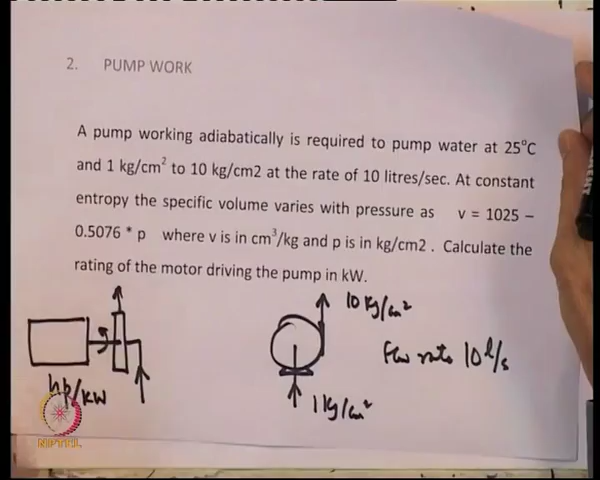 2. PUMP WORK
A pump working adiabatically is required to pump water at 25°C
and 1 kg/cm² to 10 kg/cm2 at the rate of 10 litres/sec. At constant
entropy the specific volume varies with pressure as v = 1025 –
0.5076 * p where v is in cm³/kg and p is in kg/cm2 . Calculate the
rating of the motor driving the pump in kW.
10 kg/cm²
Flow rate 10 l/s
hp/kW
1 kg/cm²
NPTEL